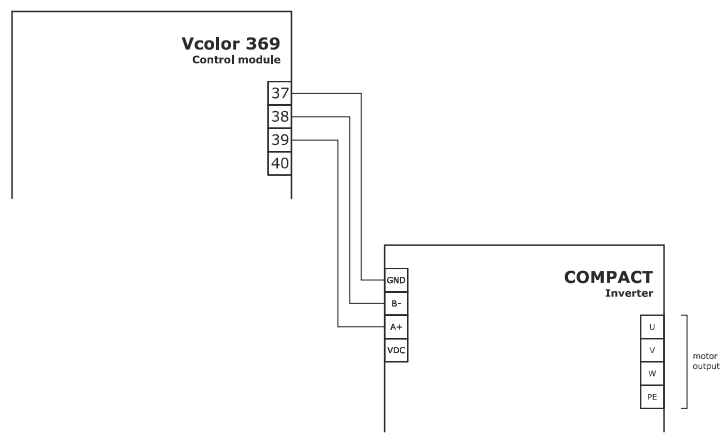 Vcolor 369
Control module
37
38
39
40
COMPACT
Inverter
GND
B-
A+
VDC
U
V
W
PE
motor
output